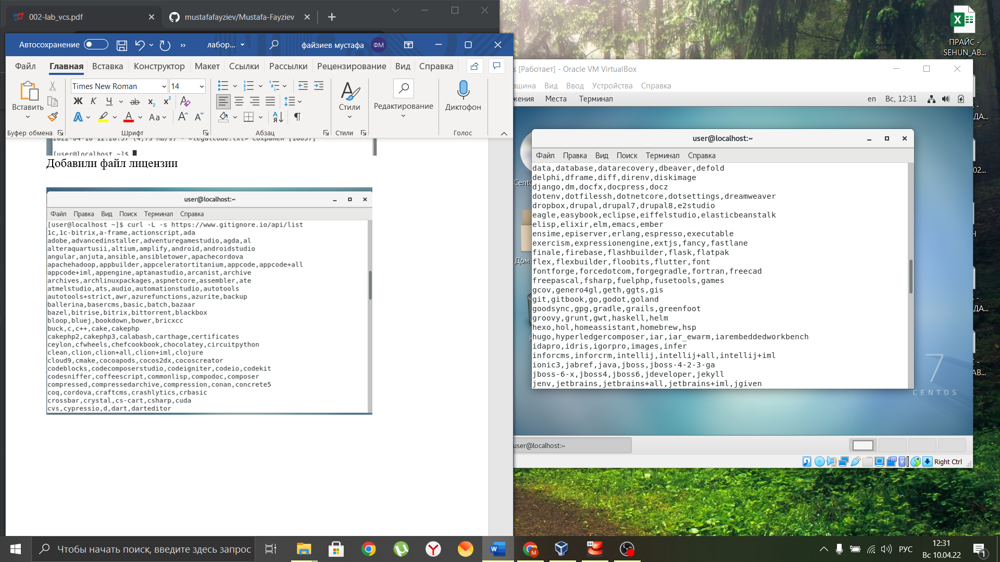 002-lab_vcs.pdf
mustafafayziev/Mustafa-Fayziev
Автосохранение
лабор...
файзиев мустафа
ФМ
Файл Главная Вставка Конструктор Макет Ссылки Рассылки Рецензирование Вид Справка
Times New Roman 14
Вставить
Стили
Редактирование
Диктофон
Буфер обмена
Шрифт
Абзац
Стили
Голос
[user@localhost ~]$
Добавили файл лицензии
user@localhost:~
Файл Правка Вид Поиск Терминал Справка
[user@localhost ~]$ curl -L -s https://www.gitignore.io/api/list
1c,1c-bitrix,a-frame,actionscript,ada
adobe,advancedinstaller,adventuregamestudio,agda,al
alteraquartusii,altium,amplify,android,androidstudio
angular,anjuta,ansible,ansibletower,apachecordova
apachehadoop,appbuilder,appceleratortitanium,appcode,appcode+all
appcode+iml,appengine,aptanastudio,arcanist,archive
archives,archlinuxpackages,aspnetcore,assembler,ate
atmelstudio,ats,audio,automationstudio,autotools
autotools+strict,awr,azurefunctions,azurite,backup
ballerina,basercms,basic,batch,bazaar
bazel,bitrise,bitrix,bittorrent,blackbox
bloop,bluej,bookdown,bower,bricxcc
buck,c,c++,cake,cakephp
cakephp2,cakephp3,calabash,carthage,certificates
ceylon,cfwheels,chefcookbook,chocolatey,circuitpython
clean,clion,clion+all,clion+iml,clojure
cloud9,cmake,cocoapods,cocos2dx,cocoscreator
codeblocks,codecomposerstudio,codeigniter,codeio,codekit
codesniffer,coffeescript,commonlisp,compodoc,composer
compressed,compressedarchive,compression,conan,concrete5
coq,cordova,craftcms,crashlytics,crbasic
crossbar,crystal,cs-cart,csharp,cuda
cvs,cypressio,d,dart,darteditor
ПРАЙС -
SEHUN_AB...
s [Работает] - Oracle VM VirtualBox
ашина Вид Ввод Устройства Справка
жения Места Терминал
en Вс, 12:31
user@localhost:~
Файл Правка Вид Поиск Терминал Справка
data,database,datarecovery,dbeaver,defold
delphi,dframe,diff,direnv,diskimage
django,dm,docfx,docpress,docz
dotenv,dotfilessh,dotnetcore,dotsettings,dreamweaver
dropbox,drupal,drupal7,drupal8,e2studio
eagle,easybook,eclipse,eiffelstudio,elasticbeanstalk
elisp,elixir,elm,emacs,ember
ensime,episerver,erlang,espresso,executable
exercism,expressionengine,extjs,fancy,fastlane
finale,firebase,flashbuilder,flask,flatpak
flex,flexbuilder,floobits,flutter,font
fontforge,forcedotcom,forgegradle,fortran,freecad
freepascal,fsharp,fuelphp,fusetools,games
gcov,genero4gl,geth,ggts,gis
git,gitbook,go,godot,goland
goodsync,gpg,gradle,grails,greenfoot
groovy,grunt,gwt,haskell,helm
hexo,hol,homeassistant,homebrew,hsp
hugo,hyperledgercomposer,iar,iar_ewarm,iarembeddedworkbench
idapro,idris,igorpro,images,infer
inforcms,inforcrm,intellij,intellij+all,intellij+iml
ionic3,jabref,java,jboss,jboss-4-2-3-ga
jboss-6-x,jboss4,jboss6,jdeveloper,jekyll
jenv,jetbrains,jetbrains+all,jetbrains+iml,jgiven
7
CENTOS
user@localhost:~
Right Ctrl
Чтобы начать поиск, введите здесь запрос
РУС
12:31
Вс 10.04.22
1